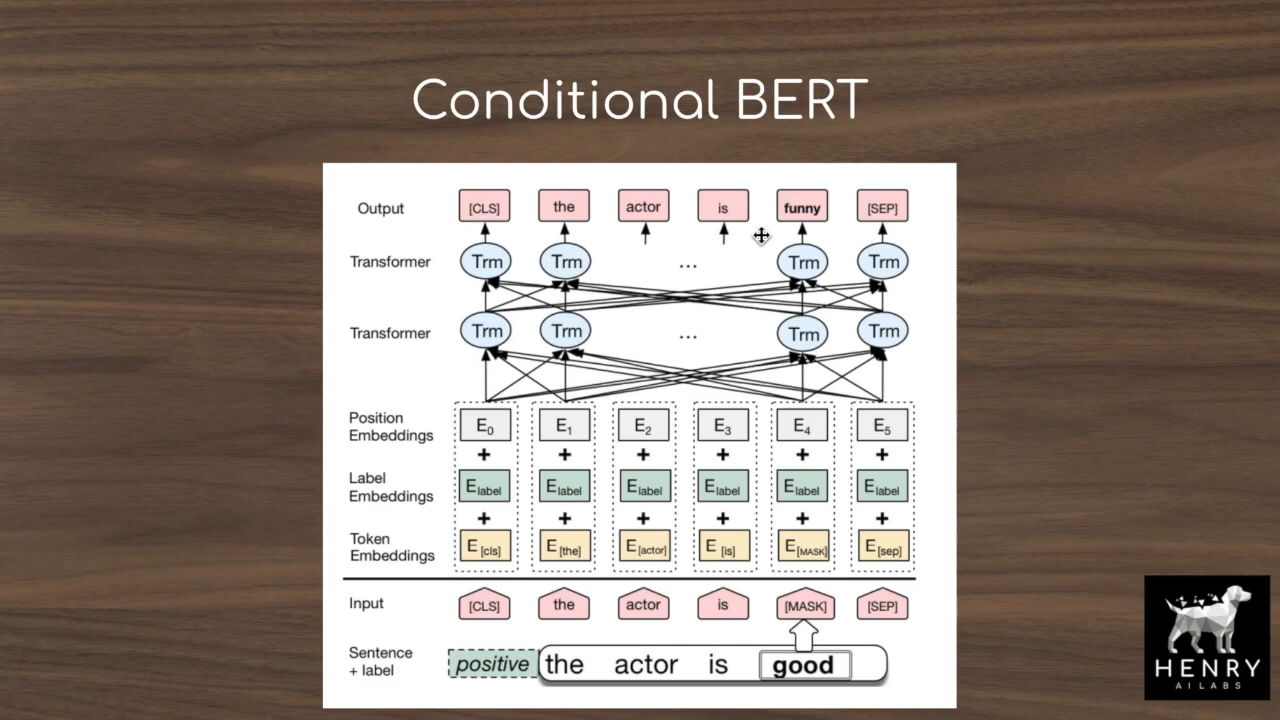 Conditional BERT
Output [CLS] the actor is funny [SEP]
Transformer Trm Trm ... Trm Trm
Transformer Trm Trm ... Trm Trm
Position
Embeddings
E0 E1 E2 E3 E4 E5
+ + + + + +
Label
Embeddings
Elabel Elabel Elabel Elabel Elabel Elabel
+ + + + + +
Token
Embeddings
E[cls] E[the] E[actor] E[is] E[MASK] E[sep]
Input [CLS] the actor is [MASK] [SEP]
Sentence
+ label
positive the actor is good
HENRY
AI LABS